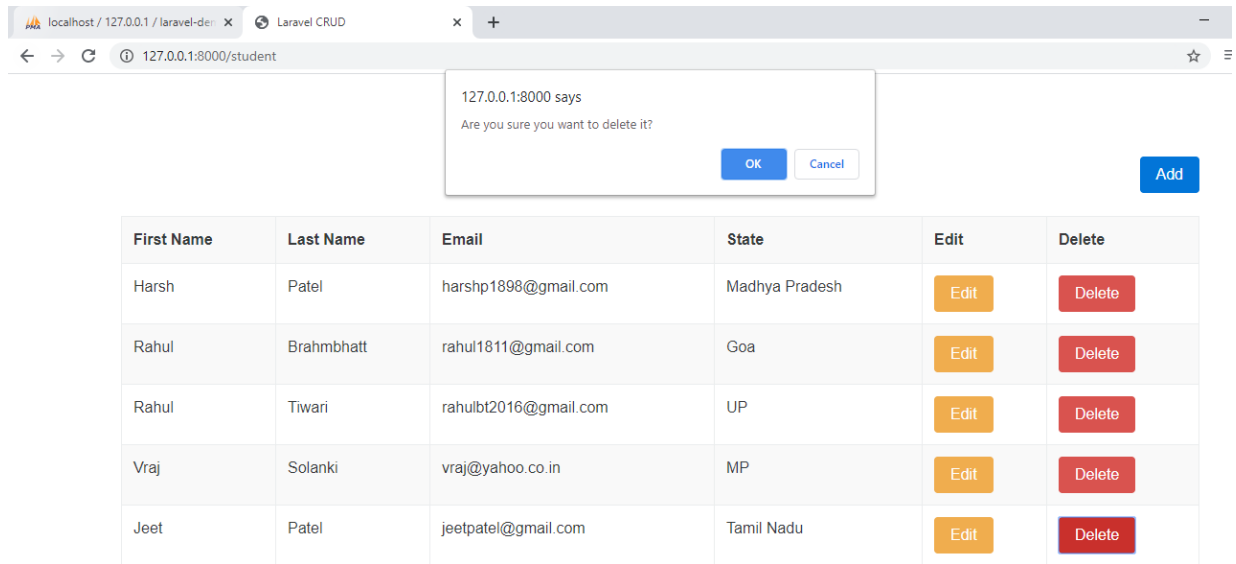 localhost / 127.0.0.1 / laravel-den
Laravel CRUD
127.0.0.1:8000/student
127.0.0.1:8000 says
Are you sure you want to delete it?
OK Cancel
Add
First Name Last Name Email State Edit Delete
Harsh Patel harshp1898@gmail.com Madhya Pradesh Edit Delete
Rahul Brahmbhatt rahul1811@gmail.com Goa Edit Delete
Rahul Tiwari rahulbt2016@gmail.com UP Edit Delete
Vraj Solanki vraj@yahoo.co.in MP Edit Delete
Jeet Patel jeetpatel@gmail.com Tamil Nadu Edit Delete